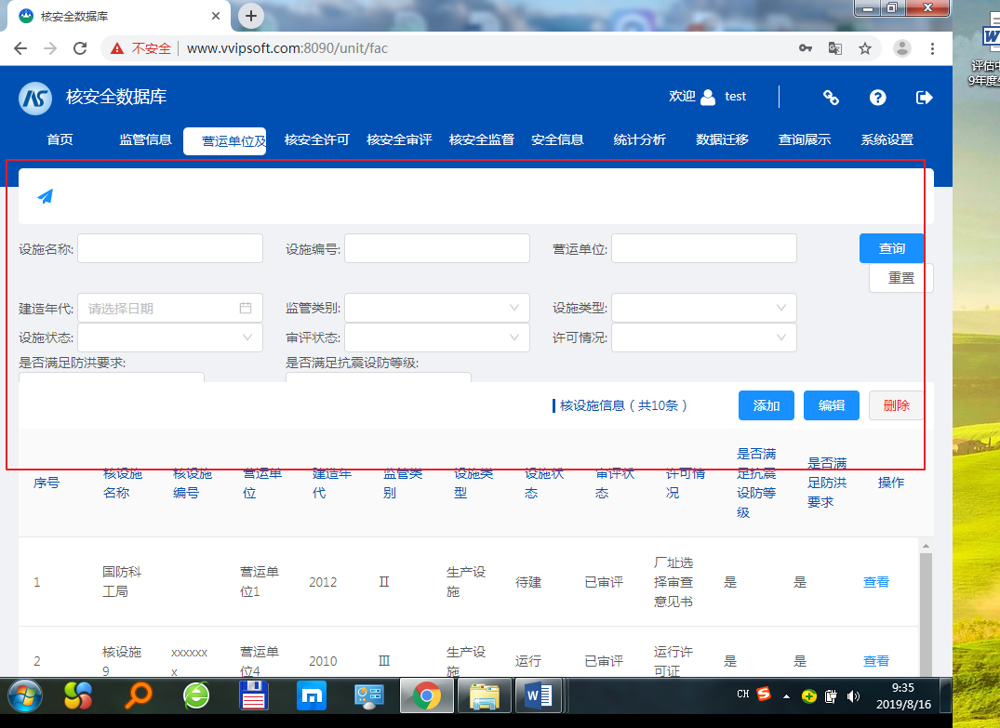 核安全数据库
不安全 www.vvipsoft.com:8090/unit/fac
核安全数据库
欢迎 test
首页 监管信息 营运单位及 核安全许可 核安全审评 核安全监督 安全信息 统计分析 数据迁移 查询展示 系统设置
设施名称: 设施编号: 营运单位: 查询
重置
建造年代: 请选择日期 监管类别: 设施类型:
设施状态: 审评状态: 许可情况:
是否满足防洪要求: 是否满足抗震设防等级:
核设施信息（共10条） 添加 编辑 删除
序号 核设施名称 核设施编号 营运单位 建造年代 监管类别 设施类型 设施状态 审评状态 许可情况 是否满足抗震设防等级 是否满足防洪要求 操作
1 国防科工局 营运单位1 2012 Ⅱ 生产设施 待建 已审评 厂址选择审查意见书 是 是 查看
2 核设施9 xxxxxxx 营运单位4 2010 Ⅲ 生产设施 运行 已审评 运行许可证 是 是 查看
CH
9:35
2019/8/16